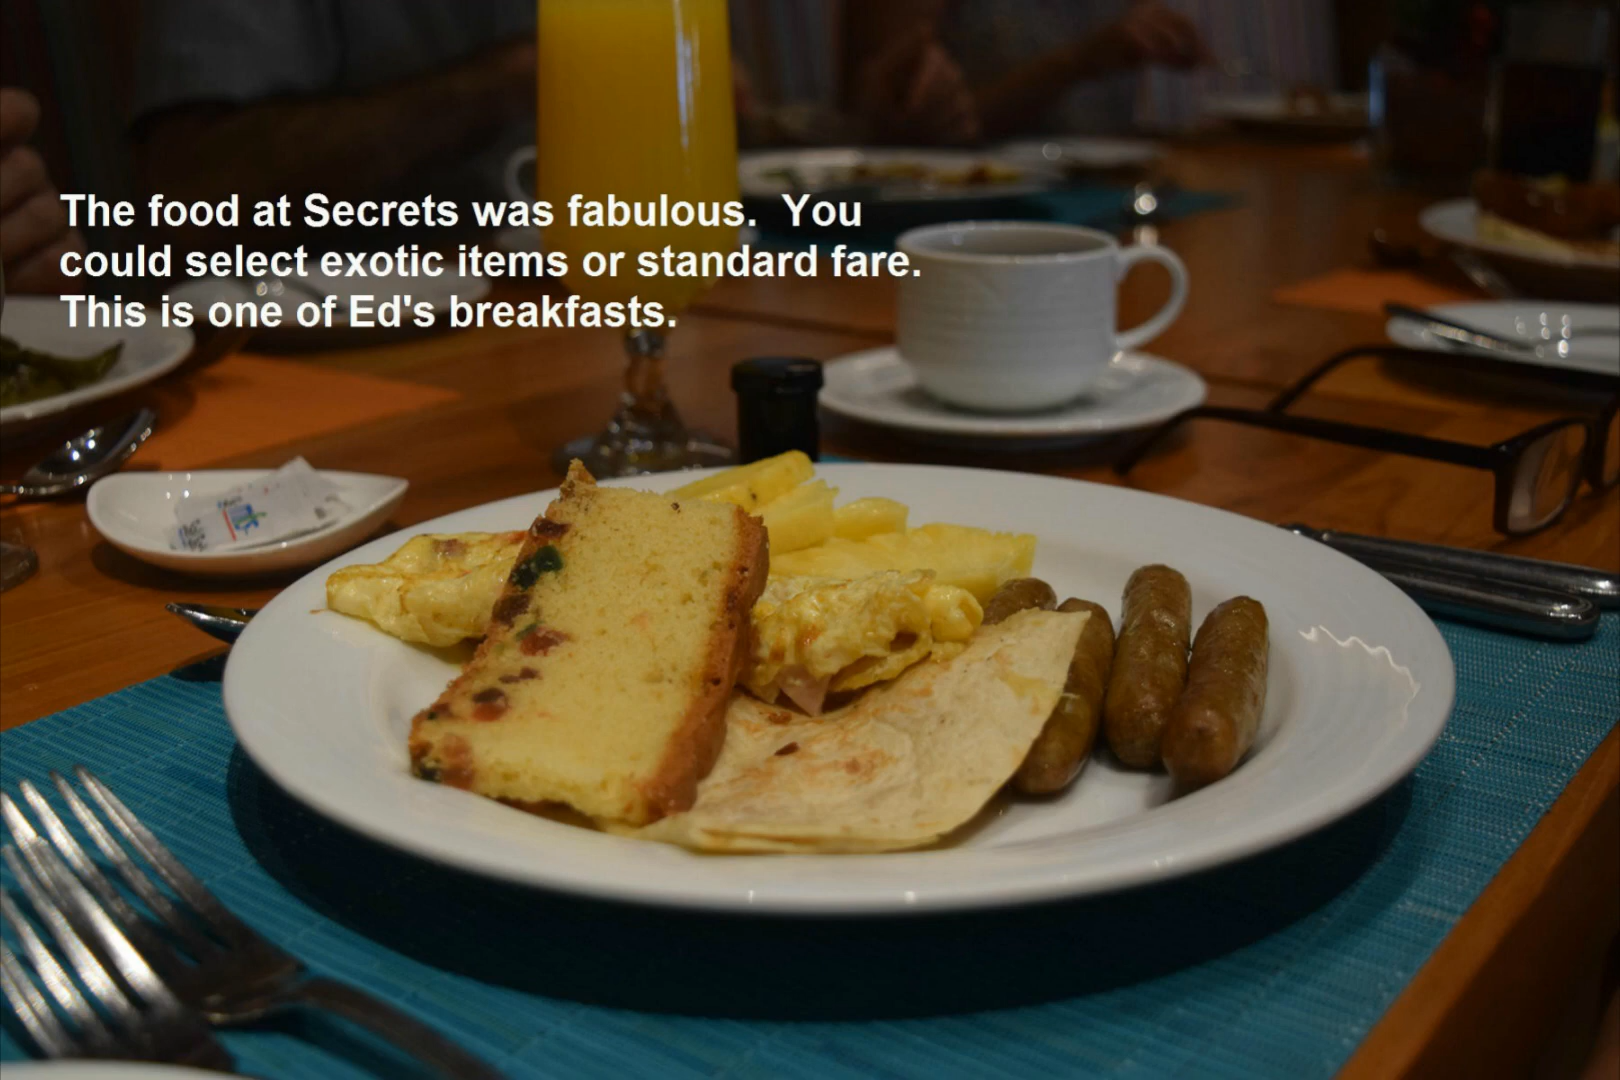 The food at Secrets was fabulous.  You
could select exotic items or standard fare.
This is one of Ed's breakfasts.